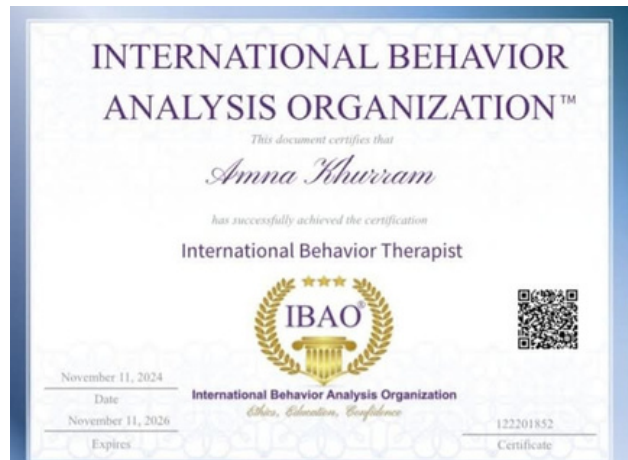 INTERNATIONAL BEHAVIOR
ANALYSIS ORGANIZATION™
This document certifies that
Amna Khurram
has successfully achieved the certification
International Behavior Therapist
IBAO®
International Behavior Analysis Organization
Ethics, Education, Confidence
November 11, 2024
Date
November 11, 2026
Expires
122201852
Certificate